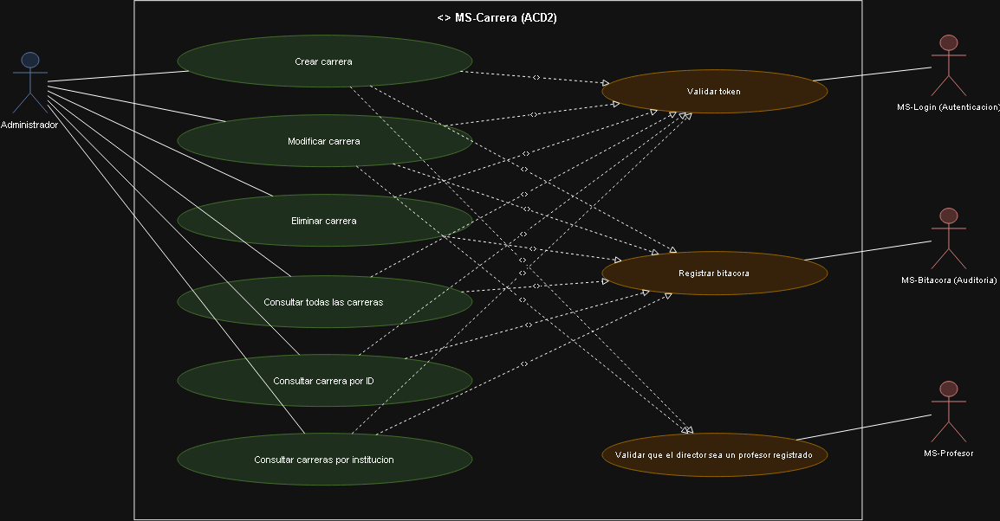 <> MS-Carrera (ACD2)
Crear carrera
<>
Validar token
MS-Login (Autenticacion)
Administrador
<>
Modificar carrera
<>
<>
<>
Eliminar carrera
<>
<>
<>
<>
Registrar bitacora
<>
MS-Bitacora (Auditoria)
<>
Consultar todas las carreras
<>
<>
Consultar carrera por ID
<>
Consultar carreras por institucion
Validar que el director sea un profesor registrado
MS-Profesor